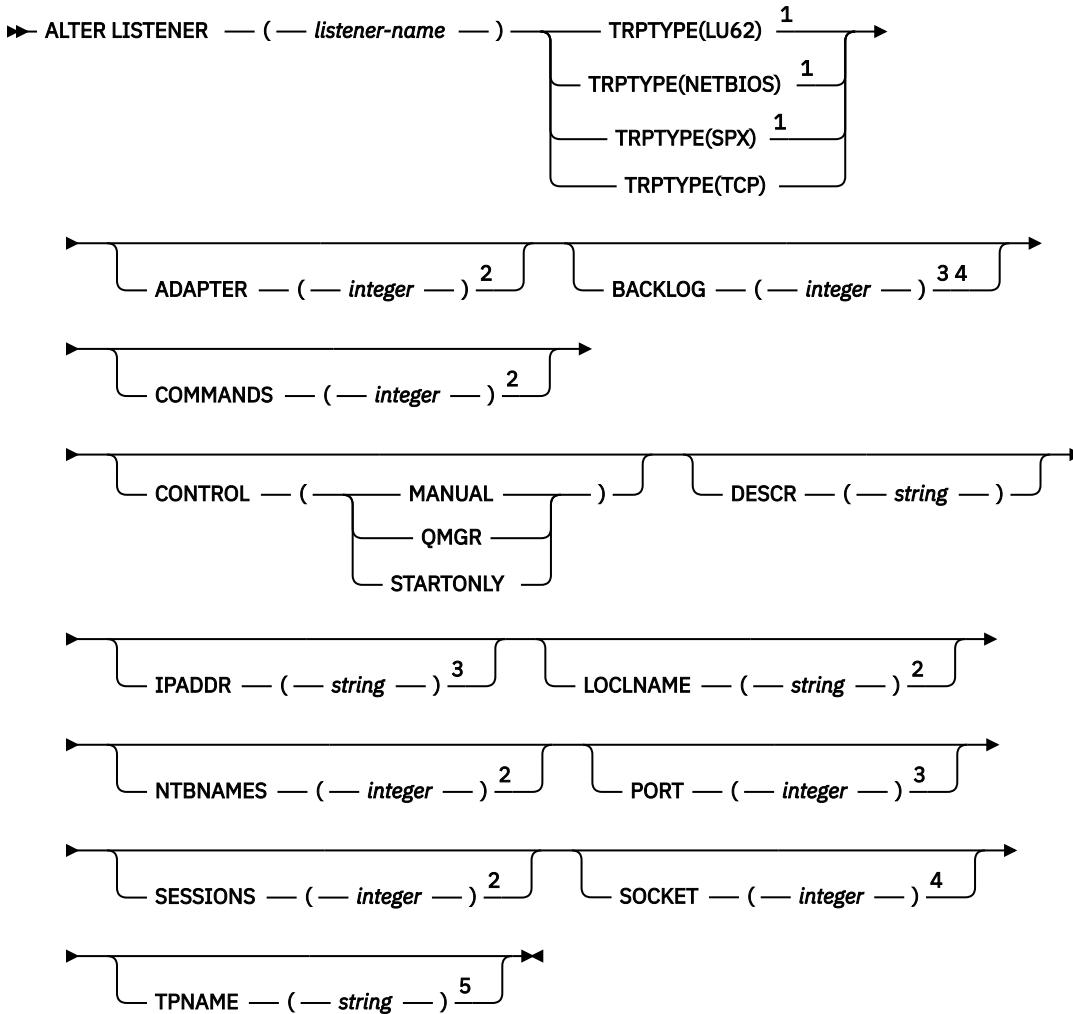 ALTER LISTENER ( listener-name ) TRPTYPE(LU62) 1
TRPTYPE(NETBIOS) 1
TRPTYPE(SPX) 1
TRPTYPE(TCP)
ADAPTER ( integer ) 2 BACKLOG ( integer ) 3 4
COMMANDS ( integer ) 2
CONTROL ( MANUAL ) DESCR ( string )
QMGR
STARTONLY
IPADDR ( string ) 3 LOCLNAME ( string ) 2
NTBNAMES ( integer ) 2 PORT ( integer ) 3
SESSIONS ( integer ) 2 SOCKET ( integer ) 4
TPNAME ( string ) 5